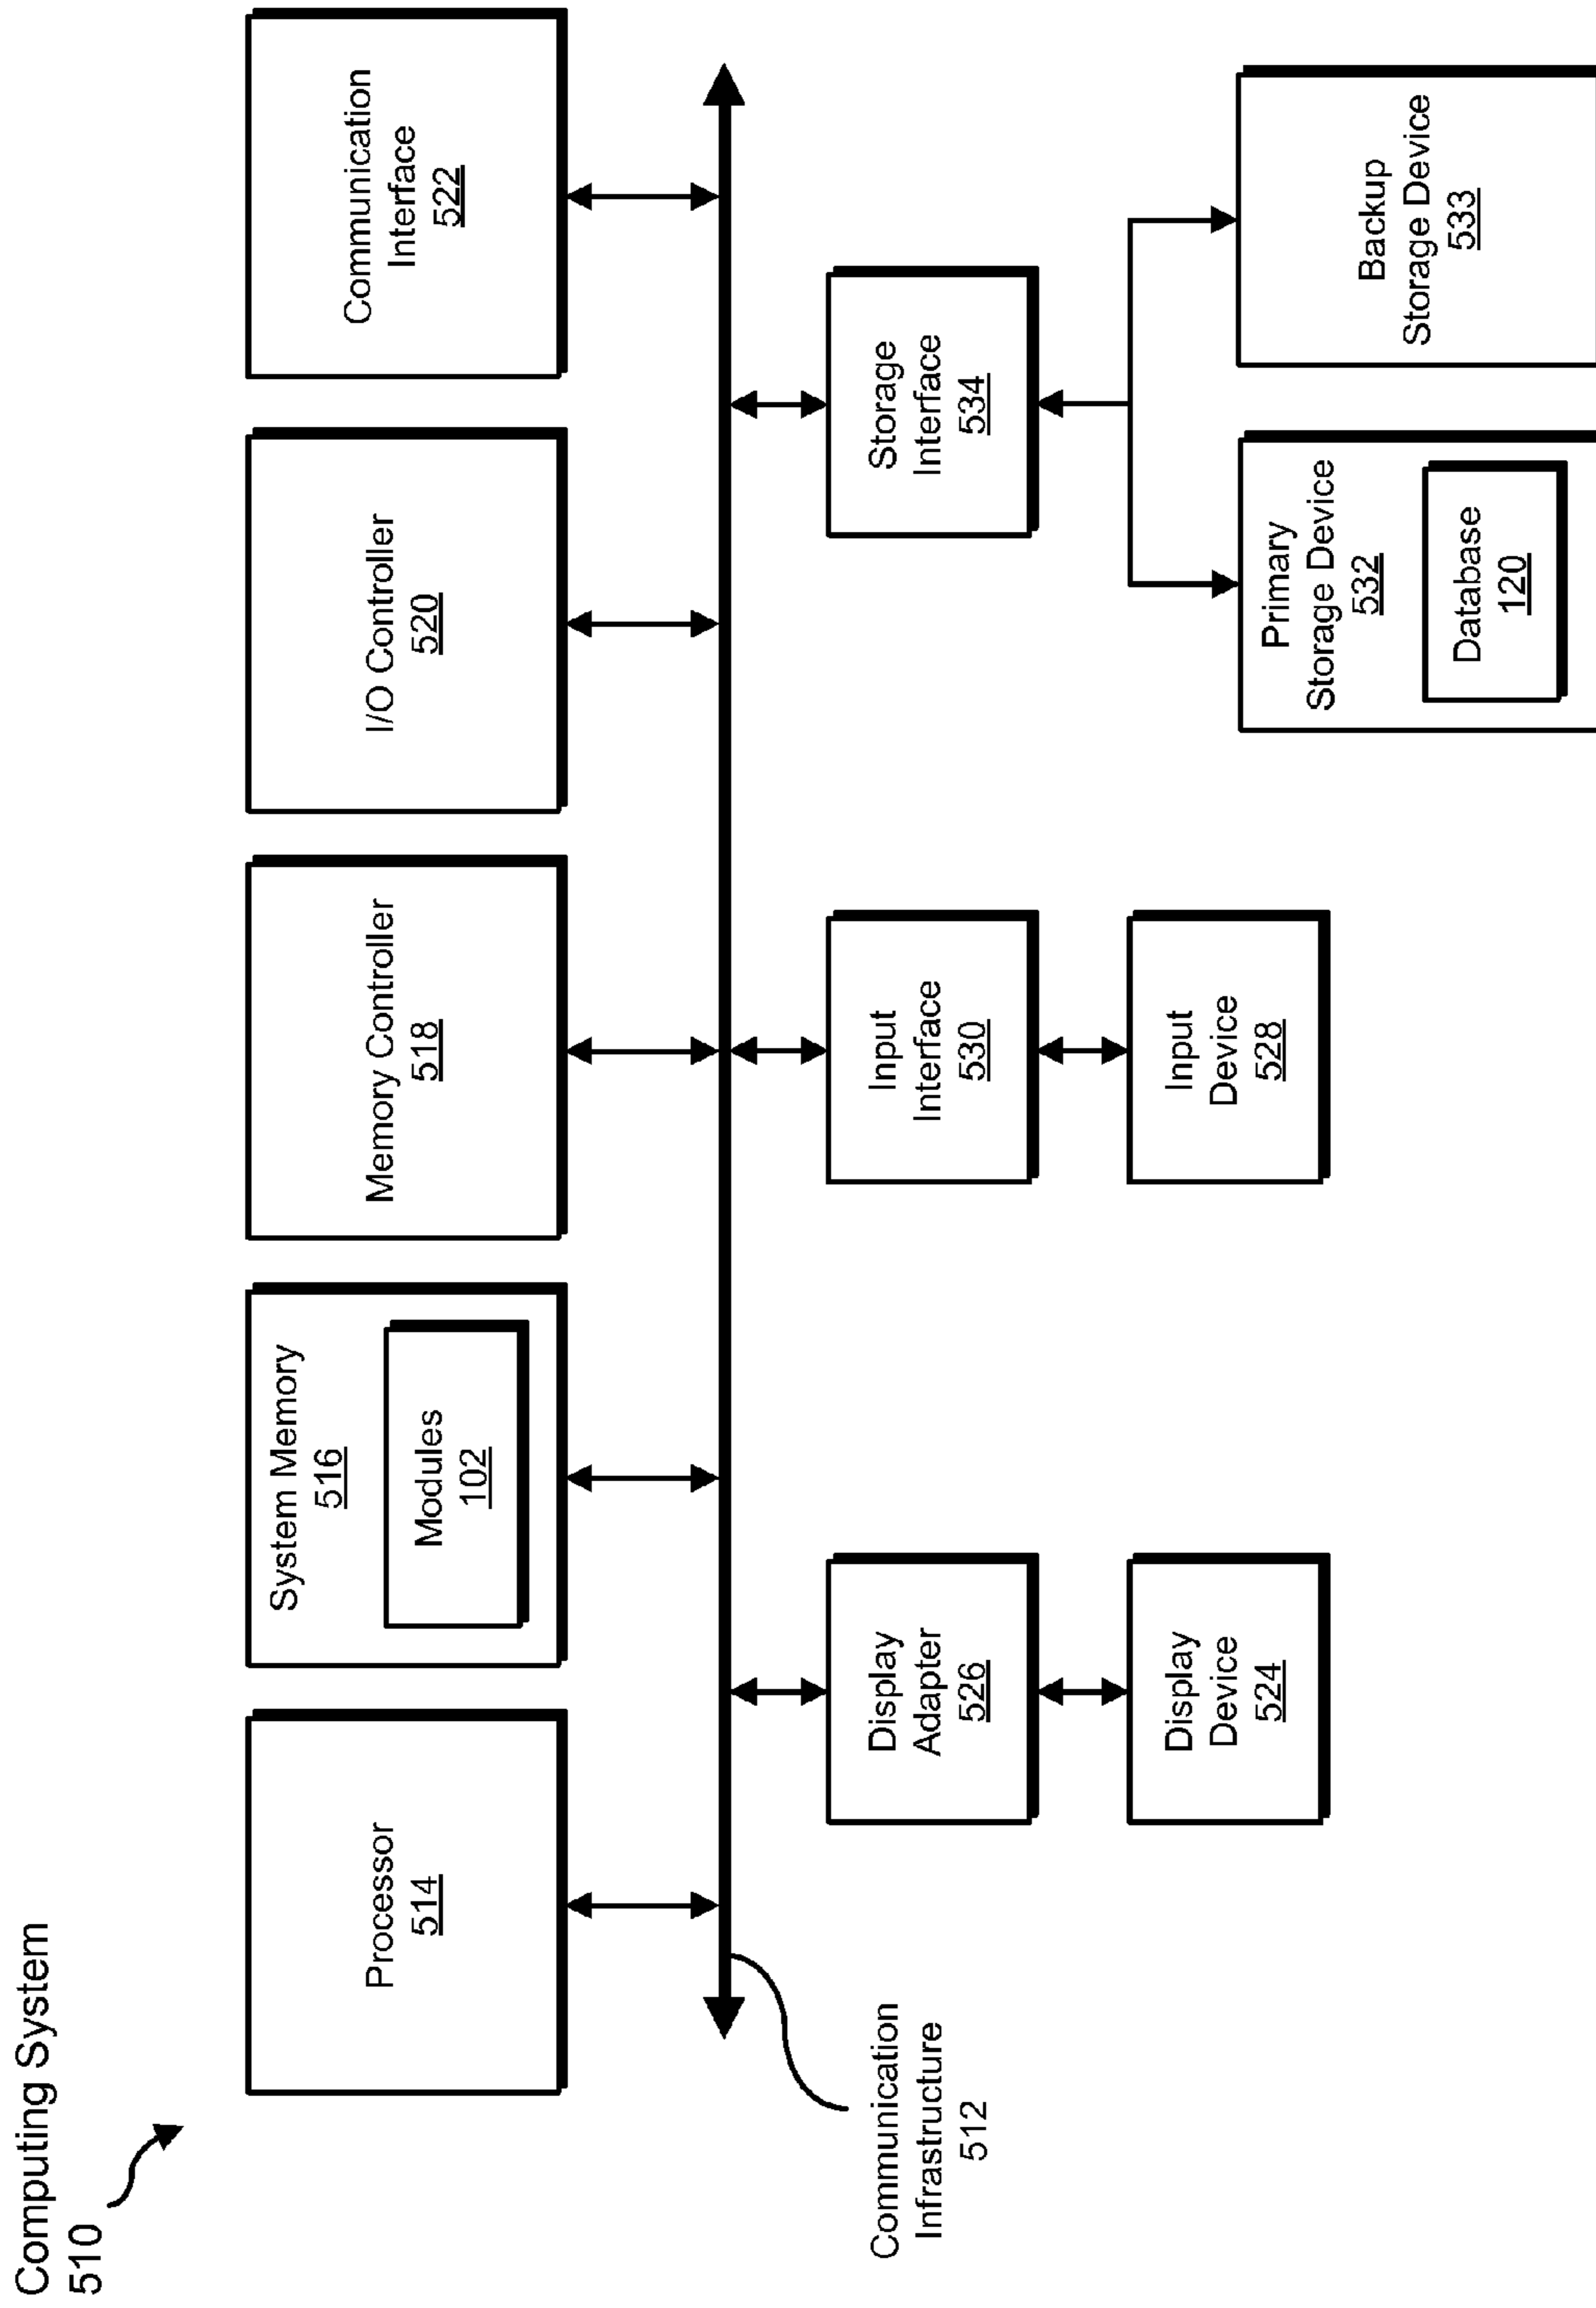 Computing System
510
Processor
514
System Memory
516
Modules
102
Memory Controller
518
I/O Controller
520
Communication
Interface
522
Communication
Infrastructure
512
Display
Adapter
526
Display
Device
524
Input
Interface
530
Input
Device
528
Storage
Interface
534
Primary
Storage Device
532
Database
120
Backup
Storage Device
533